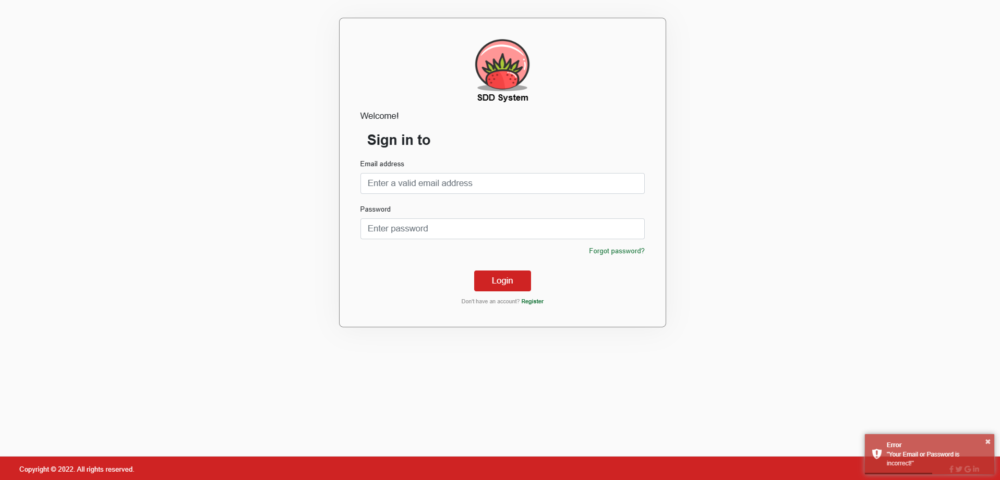 SDD System
Welcome!
Sign in to
Email address
Enter a valid email address
Password
Enter password
Forgot password?
Login
Don't have an account? Register
Error
"Your Email or Password is
incorrect!"
Copyright © 2022. All rights reserved.